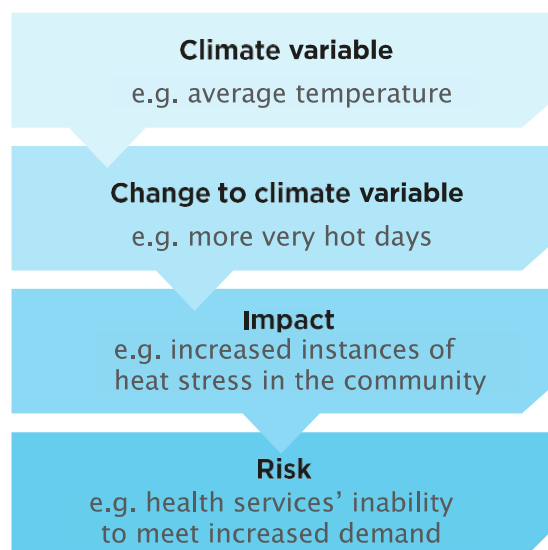 Climate variable
e.g. average temperature
Change to climate variable
e.g. more very hot days
Impact
e.g. increased instances of
heat stress in the community
Risk
e.g. health services’ inability
to meet increased demand